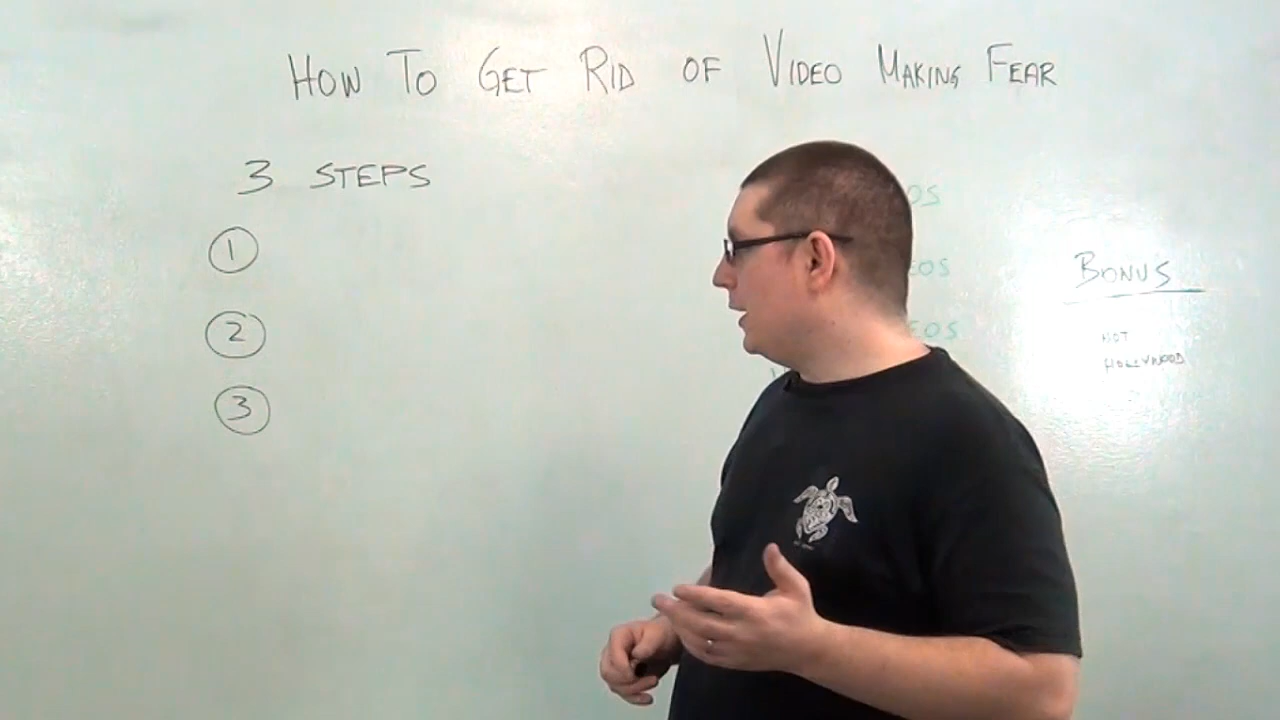 How To Get Rid of Video Making Fear
3 Steps
1
2
3
Bonus
Not
Hollywood